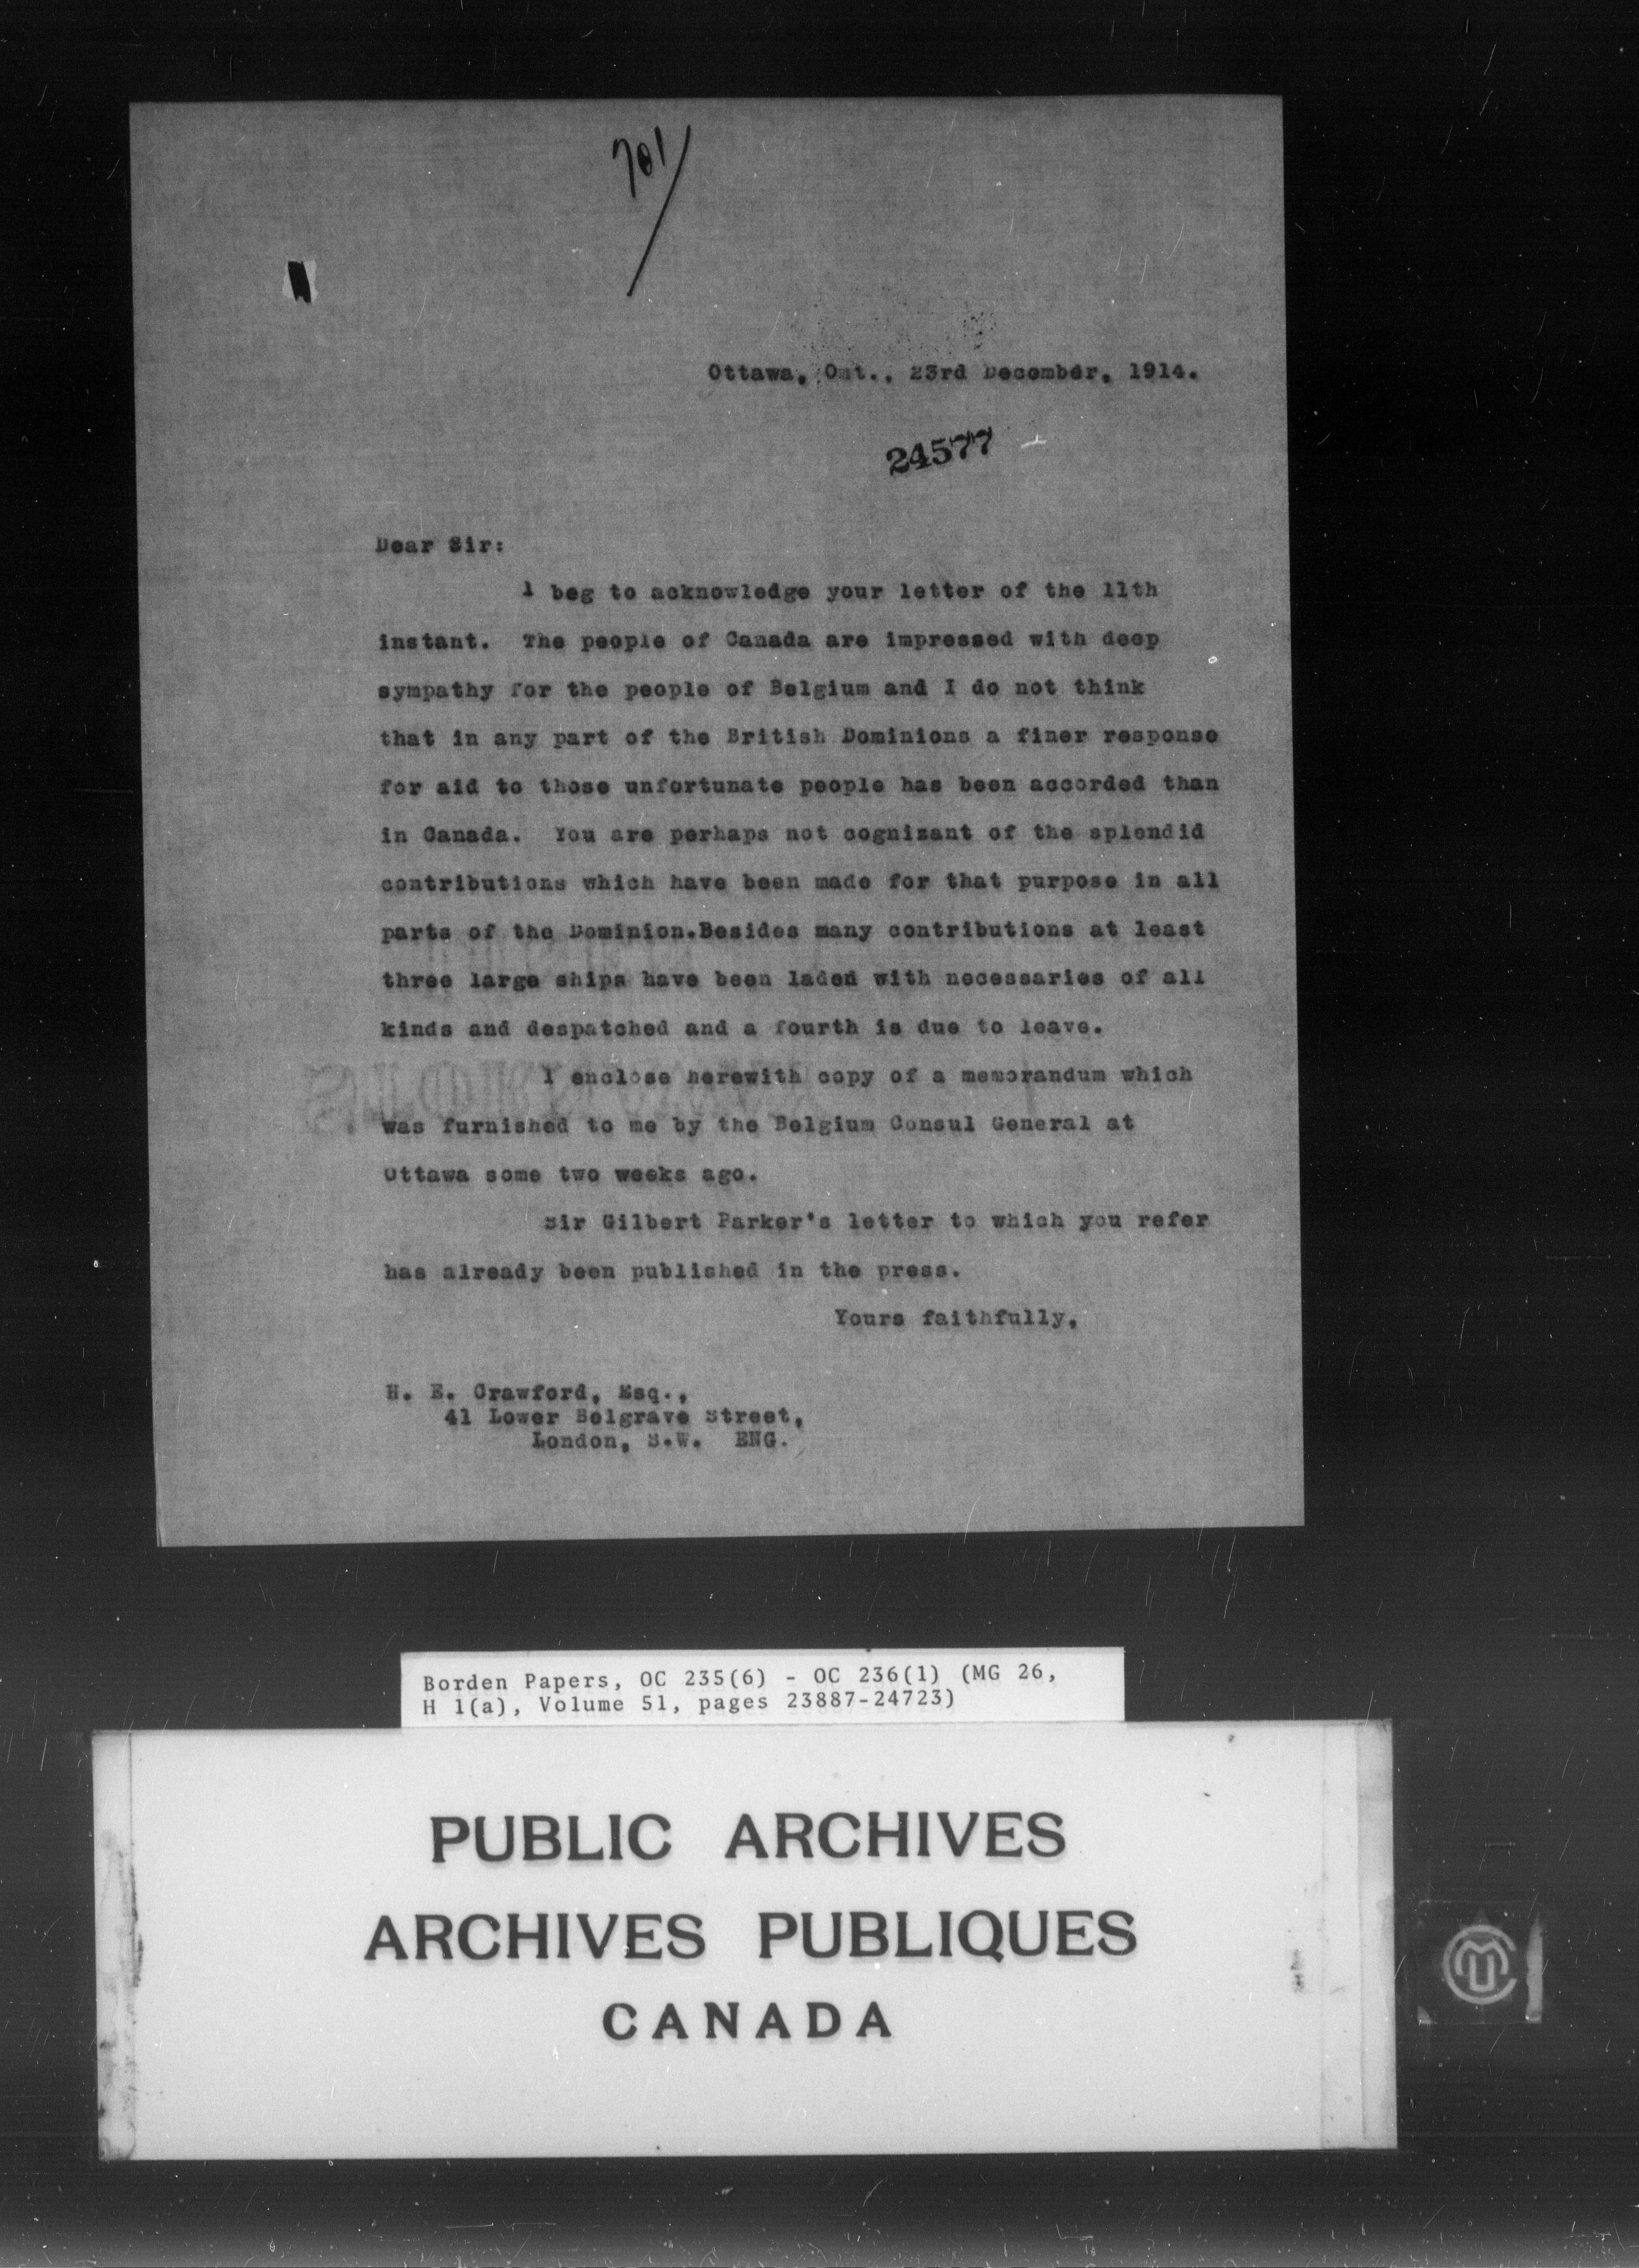 701/
Ottawa, Ont., 23rd December, 1914.
24577
Dear Sir:
I beg to acknowledge your letter of the 11th
instant. The people of Canada are impressed with deep
sympathy for the people of Belgium and I do not think
that in any part of the British Dominions a finer response
for aid to those unfortunate people has been accorded than
in Canada. You are perhaps not cognizant of the splendid
contributions which have been made for that purpose in all
parts of the Dominion.Besides many contributions at least
three large ships have been laden with necessaries of all
kinds and despatched and a fourth is due to leave.
I enclose herewith copy of a memorandum which
was furnished to me by the Belgium Consul General at
Ottawa some two weeks ago.
Sir Gilbert Parker's letter to which you refer
has already been published in the press.
Yours faithfully,
H. E. Crawford, Esq.,
41 Lower Belgrave Street,
London, S.W. ENG.
Borden Papers, OC 235(6) - OC 236(1) (MG 26,
H 1(a), Volume 51, pages 23887-24723)
PUBLIC ARCHIVES
ARCHIVES PUBLIQUES
CANADA